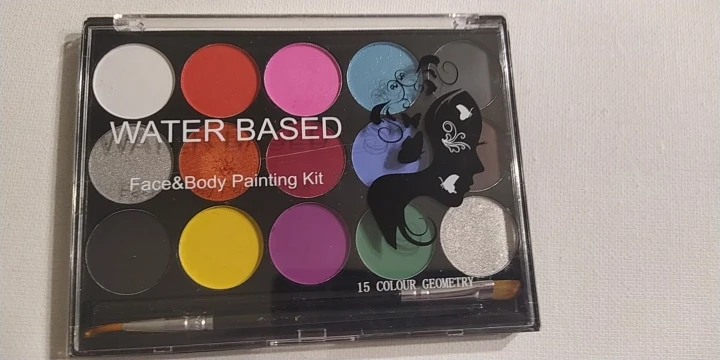 WATER BASED
Face&Body Painting Kit
15 COLOUR GEOMETRY